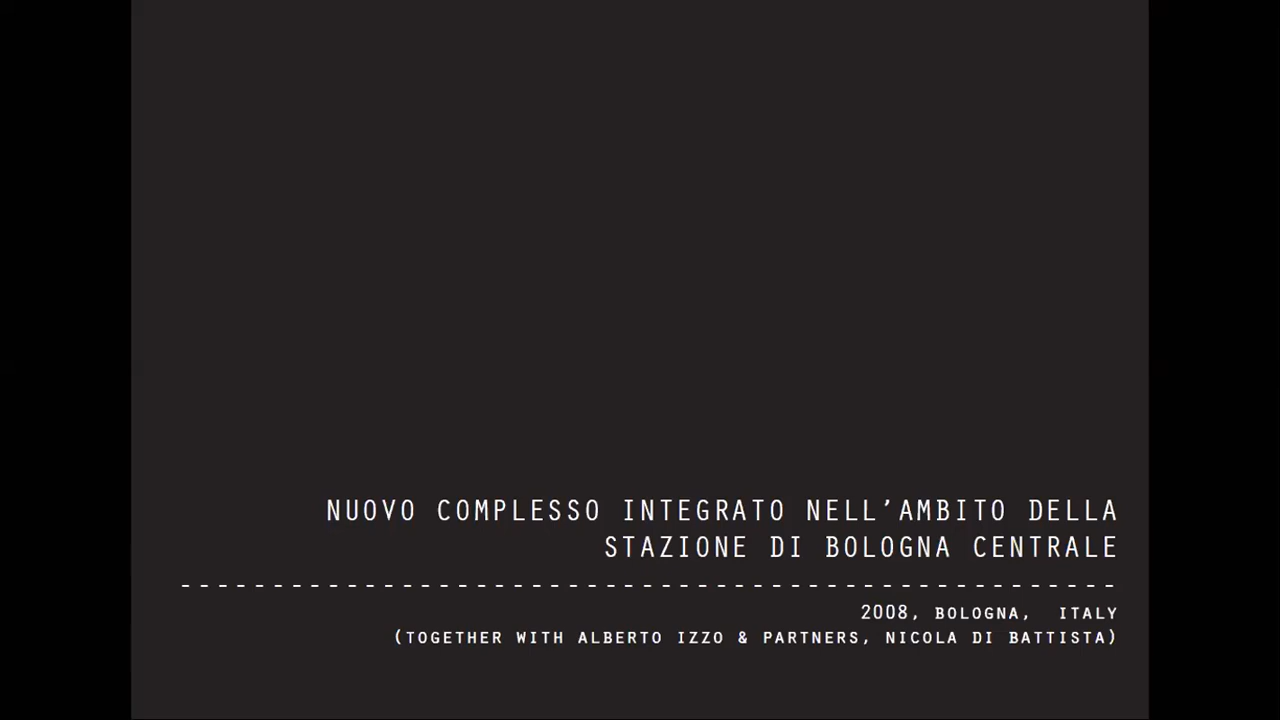 NUOVO COMPLESSO INTEGRATO NELL’AMBITO DELLA
STAZIONE DI BOLOGNA CENTRALE
2008, BOLOGNA, ITALY
(TOGETHER WITH ALBERTO IZZO & PARTNERS, NICOLA DI BATTISTA)